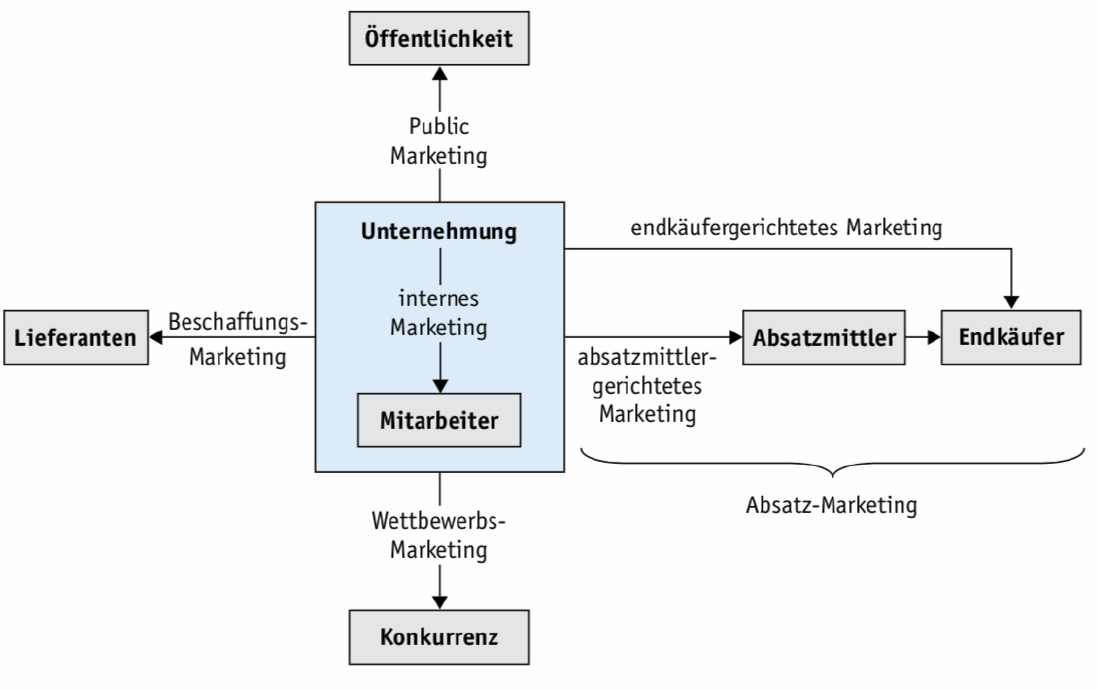 Öffentlichkeit
Public
Marketing
Unternehmung
endkäufergerichtetes Marketing
internes
Marketing
Lieferanten
Beschaffungs-
Marketing
absatzmittler-
gerichtetes
Marketing
Absatzmittler
Endkäufer
Mitarbeiter
Absatz-Marketing
Wettbewerbs-
Marketing
Konkurrenz